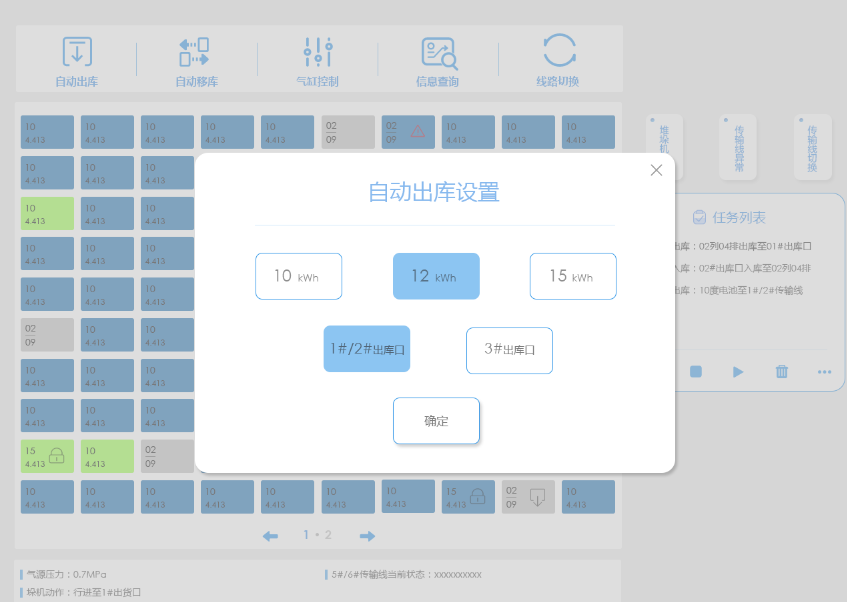 自动出库 自动移库 气缸控制 信息查询 线路切换
10 10 10 10 10 02 02 10 10 10
4.413 4.413 4.413 4.413 4.413 09 09 4.413 4.413 4.413
堆垛机
传输线异常
传输线切换
10 10 10
4.413 4.413 4.413
10 10 10
4.413 4.413 4.413
10 10 10
4.413 4.413 4.413
10 10 10
4.413 4.413 4.413
02 10 10
09 4.413 4.413
10 10 10
4.413 4.413 4.413
10 10 10
4.413 4.413 4.413
15 10 02
4.413 4.413 09
10 10 10 10 10 10 10 15 02 10
4.413 4.413 4.413 4.413 4.413 4.413 4.413 4.413 09 4.413
自动出库设置
10 kWh 12 kWh 15 kWh
1#/2#出库口 3#出库口
确定
任务列表
出库：02列04排出库至01#出库口
入库：02#出库口入库至02列04排
出库：10度电池至1#/2#传输线
1 • 2
气源压力：0.7MPa 5#/6#传输线当前状态：xxxxxxxxxx
垛机动作：行进至1#出货口